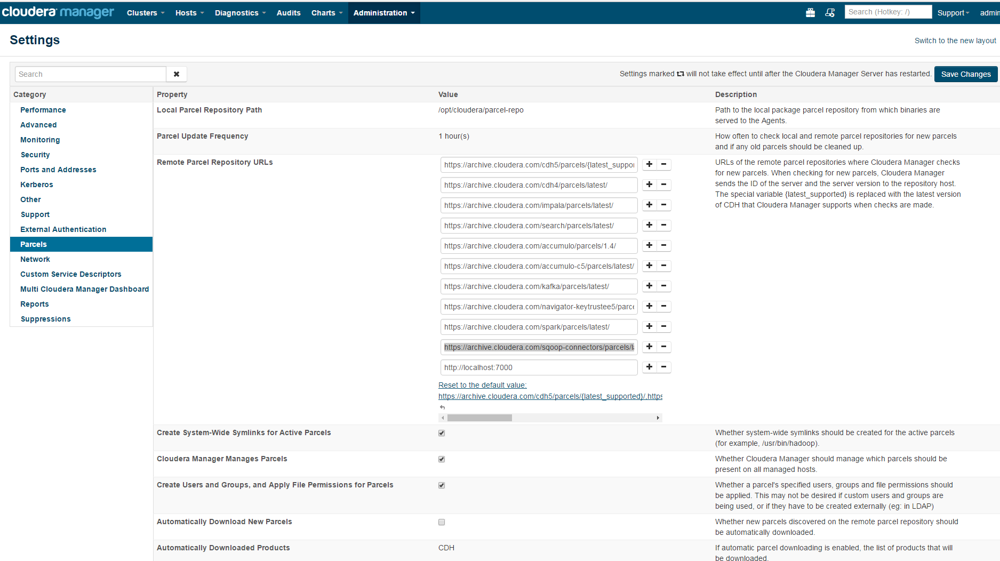 cloudera manager Clusters Hosts Diagnostics Audits Charts Administration Search (Hotkey: /) Support admin
Settings
Switch to the new layout
Search
Settings marked will not take effect until after the Cloudera Manager Server has restarted. Save Changes
Category
Performance
Advanced
Monitoring
Security
Ports and Addresses
Kerberos
Other
Support
External Authentication
Parcels
Network
Custom Service Descriptors
Multi Cloudera Manager Dashboard
Reports
Suppressions
Property Value Description
Local Parcel Repository Path
/opt/cloudera/parcel-repo
Path to the local package parcel repository from which binaries are
served to the Agents.
Parcel Update Frequency
1 hour(s)
How often to check local and remote parcel repositories for new parcels
and if any old parcels should be cleaned up.
Remote Parcel Repository URLs
https://archive.cloudera.com/cdh5/parcels/{latest_suppor
https://archive.cloudera.com/cdh4/parcels/latest/
https://archive.cloudera.com/impala/parcels/latest/
https://archive.cloudera.com/search/parcels/latest/
https://archive.cloudera.com/accumulo/parcels/1.4/
https://archive.cloudera.com/accumulo-c5/parcels/latest/
https://archive.cloudera.com/kafka/parcels/latest/
https://archive.cloudera.com/navigator-keytrustee5/parce
https://archive.cloudera.com/spark/parcels/latest/
https://archive.cloudera.com/sqoop-connectors/parcels/la
http://localhost:7000
Reset to the default value:
https://archive.cloudera.com/cdh5/parcels/{latest_supported}/,https
URLs of the remote parcel repositories where Cloudera Manager checks
for new parcels. When checking for new parcels, Cloudera Manager
sends the ID of the server and the server version to the repository host.
The special variable {latest_supported} is replaced with the latest version
of CDH that Cloudera Manager supports when checks are made.
Create System-Wide Symlinks for Active Parcels
Whether system-wide symlinks should be created for the active parcels
(for example, /usr/bin/hadoop).
Cloudera Manager Manages Parcels
Whether Cloudera Manager should manage which parcels should be
present on all managed hosts.
Create Users and Groups, and Apply File Permissions for Parcels
Whether a parcel's specified users, groups and file permissions should
be applied. This may not be desired if custom users and groups are
being used, or if they have to be created externally (eg: in LDAP)
Automatically Download New Parcels
Whether new parcels discovered on the remote parcel repository should
be automatically downloaded.
Automatically Downloaded Products
CDH
If automatic parcel downloading is enabled, the list of products that will
be downloaded.